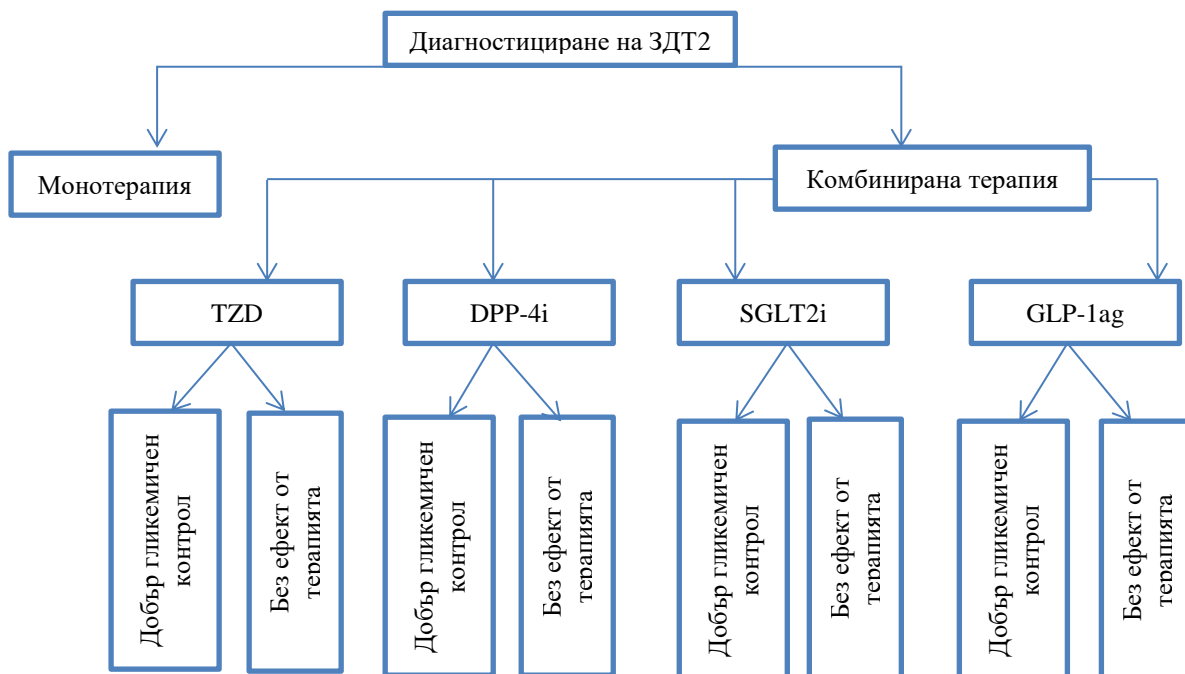 Диагностициране на ЗДТ2
Монотерапия
Комбинирана терапия
TZD
DPP-4i
SGLT2i
GLP-1ag
Добър гликемичен
контрол
Без ефект от
терапията
Добър гликемичен
контрол
Без ефект от
терапията
Добър гликемичен
контрол
Без ефект от
терапията
Добър гликемичен
контрол
Без ефект от
терапията